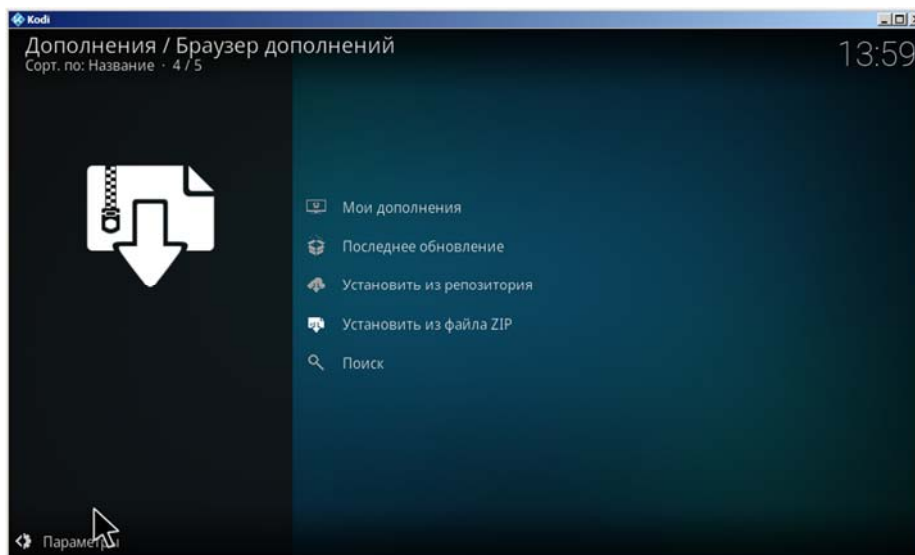 Kodi
Дополнения / Браузер дополнений
Сорт. по: Название · 4 / 5
13:59
Мои дополнения
Последнее обновление
Установить из репозитория
Установить из файла ZIP
Поиск
Параметры